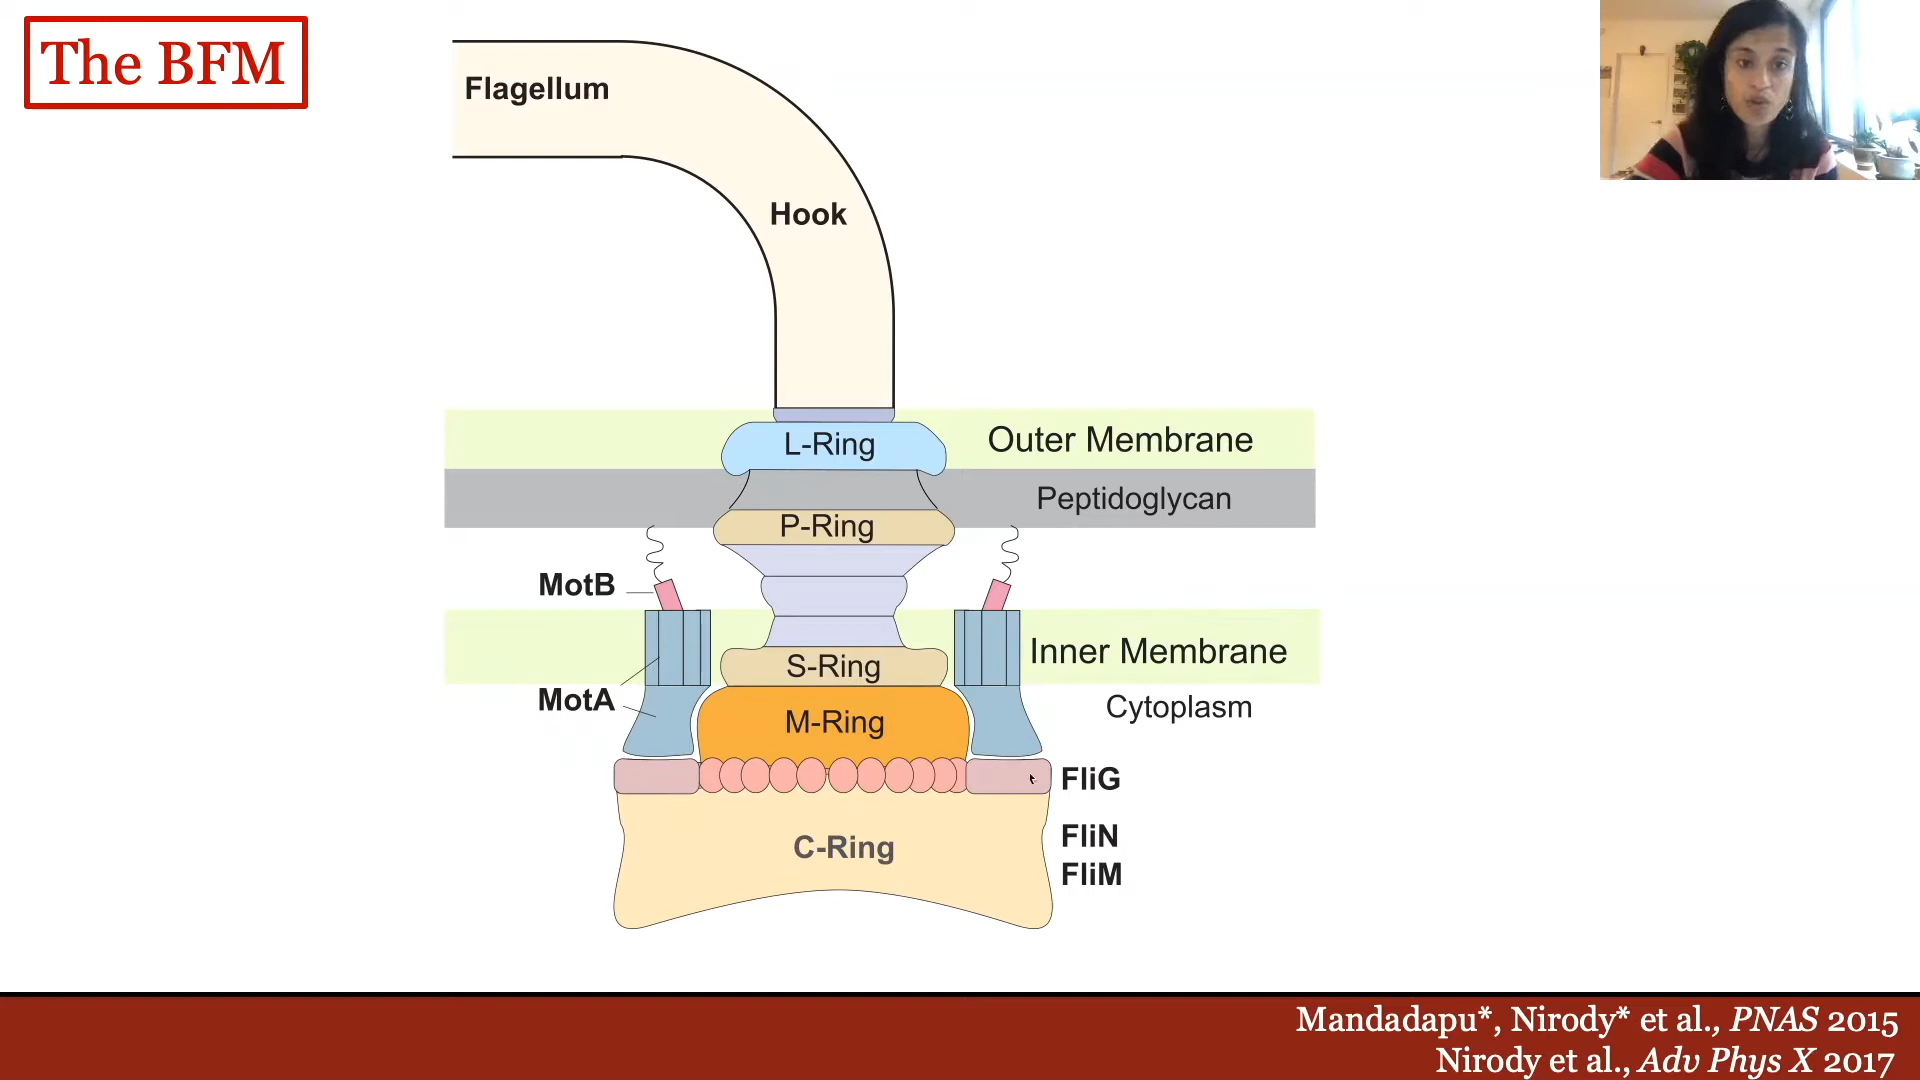 The BFM
Flagellum
Hook
L-Ring
Outer Membrane
Peptidoglycan
P-Ring
MotB
Inner Membrane
S-Ring
MotA
Cytoplasm
M-Ring
FliG
FliN
C-Ring
FliM
Mandadapu*, Nirody* et al., PNAS 2015
Nirody et al., Adv Phys X 2017